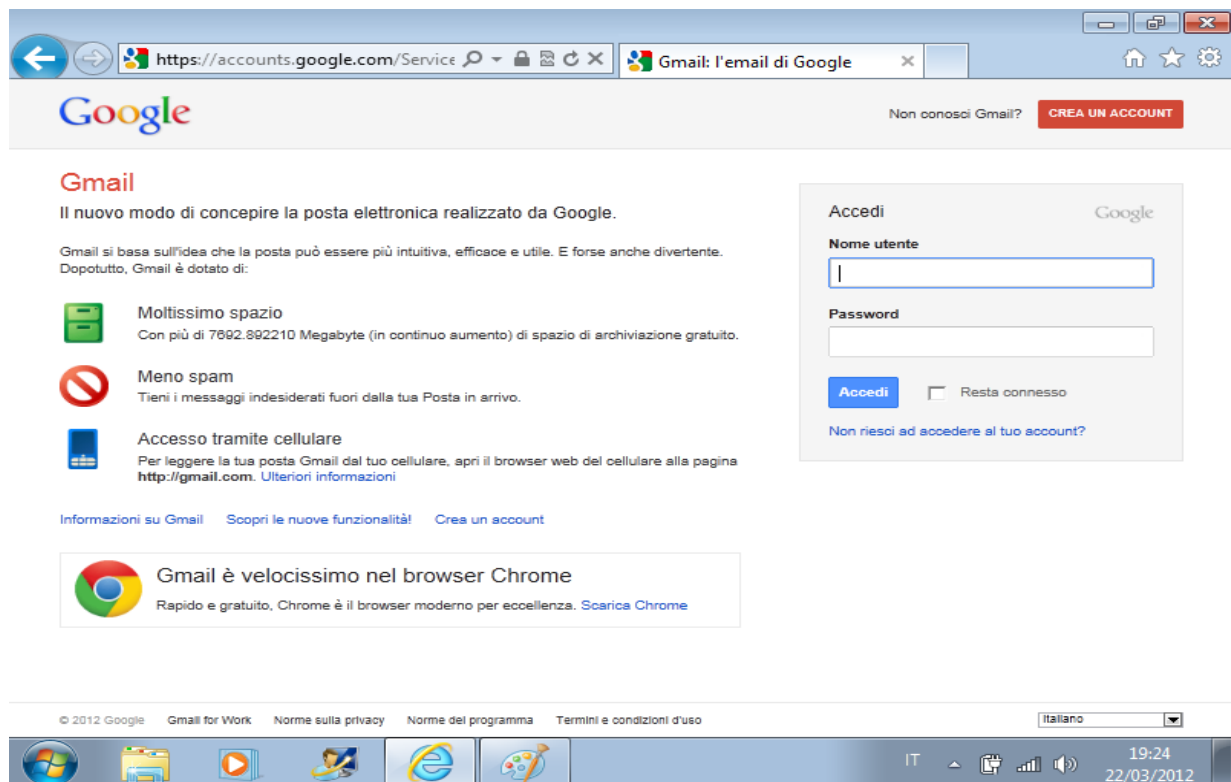 https://accounts.google.com/Service
Gmail: l'email di Google
Google
Non conosci Gmail?
CREA UN ACCOUNT
Gmail
Il nuovo modo di concepire la posta elettronica realizzato da Google.
Gmail si basa sull'idea che la posta può essere più intuitiva, efficace e utile. E forse anche divertente.
Dopotutto, Gmail è dotato di:
Moltissimo spazio
Con più di 7692.892210 Megabyte (in continuo aumento) di spazio di archiviazione gratuito.
Meno spam
Tieni i messaggi indesiderati fuori dalla tua Posta in arrivo.
Accesso tramite cellulare
Per leggere la tua posta Gmail dal tuo cellulare, apri il browser web del cellulare alla pagina
http://gmail.com. Ulteriori informazioni
Informazioni su Gmail Scopri le nuove funzionalità! Crea un account
Gmail è velocissimo nel browser Chrome
Rapido e gratuito, Chrome è il browser moderno per eccellenza. Scarica Chrome
Accedi Google
Nome utente
Password
Accedi Resta connesso
Non riesci ad accedere al tuo account?
© 2012 Google Gmail for Work Norme sulla privacy Norme del programma Termini e condizioni d'uso
Italiano
IT
19:24
22/03/2012